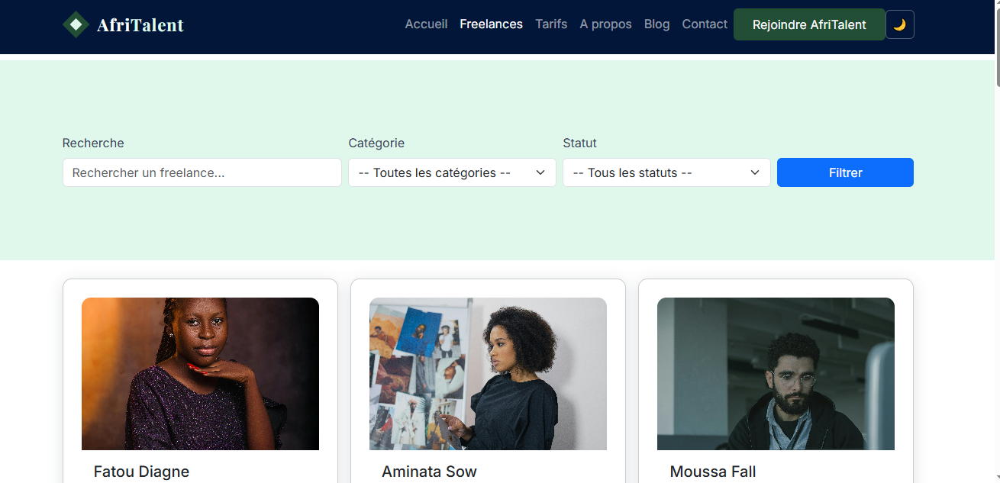 AfriTalent
Accueil Freelances Tarifs A propos Blog Contact Rejoindre AfriTalent
Recherche Catégorie Statut
Rechercher un freelance... -- Toutes les catégories -- -- Tous les statuts -- Filtrer
Fatou Diagne Aminata Sow Moussa Fall